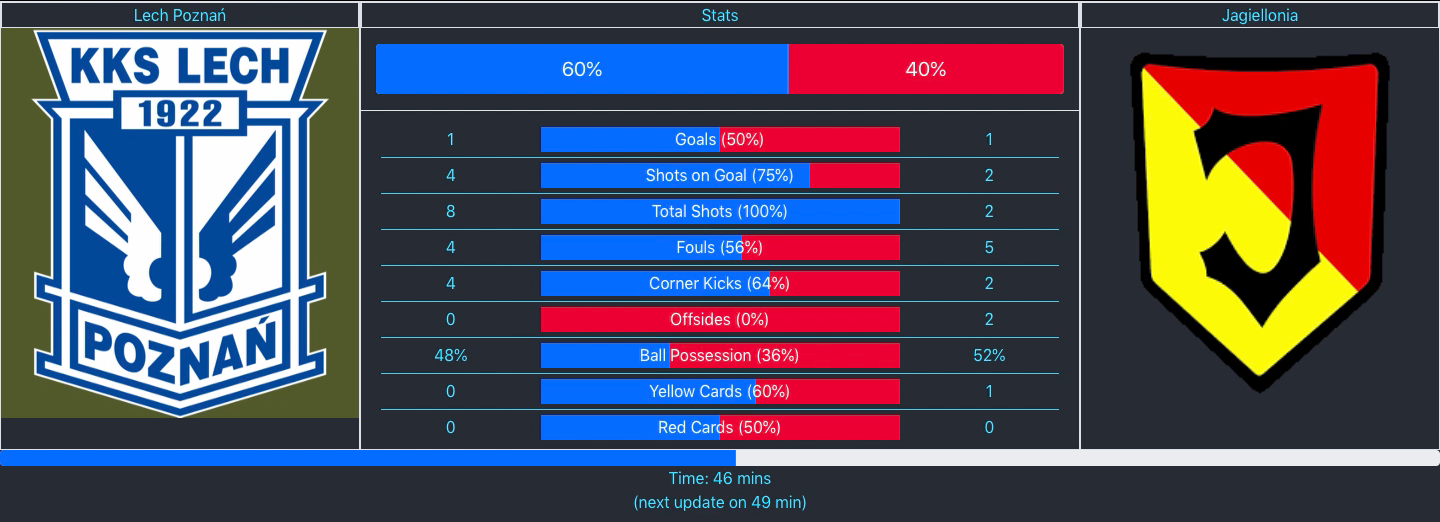 Lech Poznań Stats Jagiellonia
KKS LECH
1922
POZNAŃ
60% 40%
1 Goals (50%) 1
4 Shots on Goal (75%) 2
8 Total Shots (100%) 2
4 Fouls (56%) 5
4 Corner Kicks (64%) 2
0 Offsides (0%) 2
48% Ball Possession (36%) 52%
0 Yellow Cards (60%) 1
0 Red Cards (50%) 0
Time: 46 mins
(next update on 49 min)